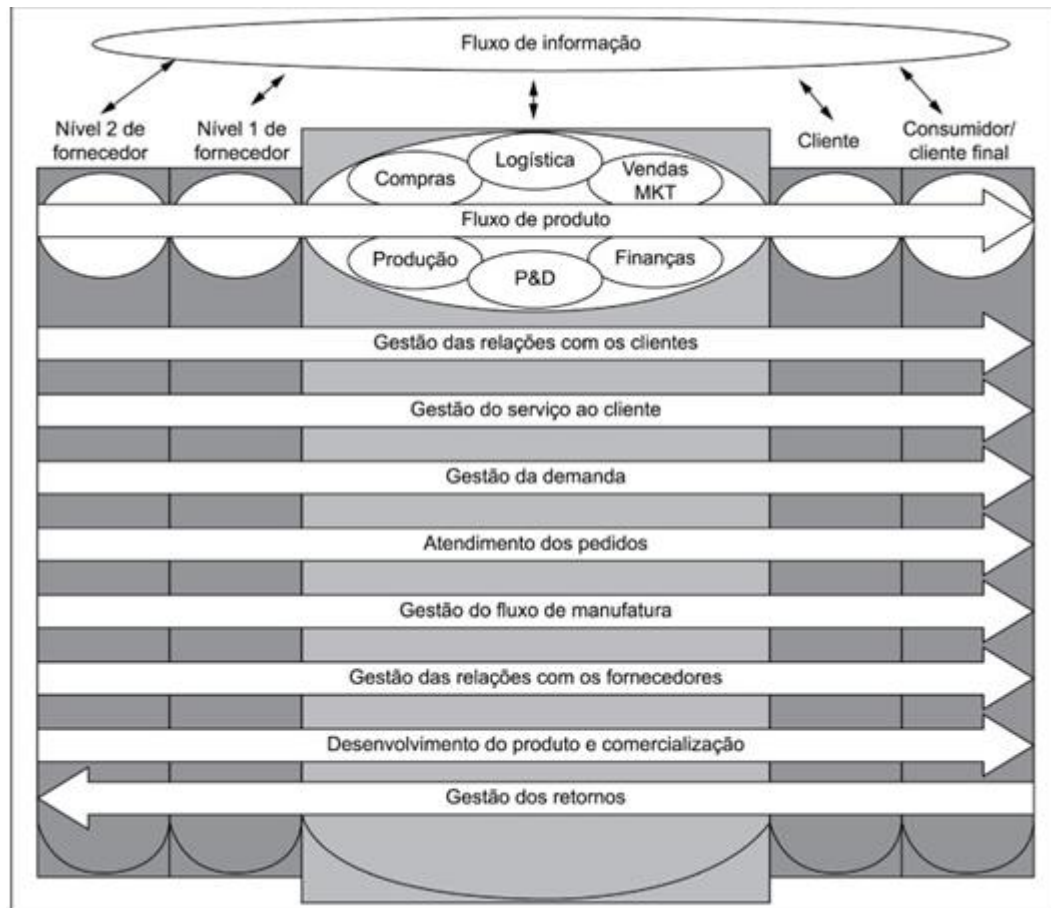 Fluxo de informação
Nível 2 de
fornecedor
Nível 1 de
fornecedor
Cliente
Consumidor/
cliente final
Compras
Logística
Vendas
MKT
Fluxo de produto
Produção
P&D
Finanças
Gestão das relações com os clientes
Gestão do serviço ao cliente
Gestão da demanda
Atendimento dos pedidos
Gestão do fluxo de manufatura
Gestão das relações com os fornecedores
Desenvolvimento do produto e comercialização
Gestão dos retornos